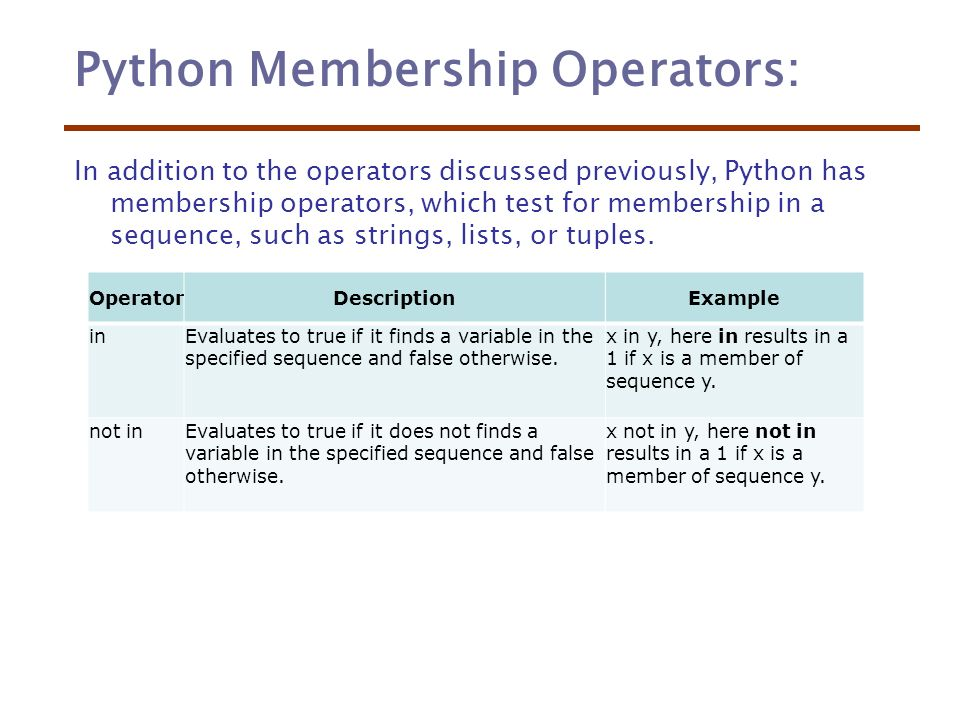 Python Membership Operators:
In addition to the operators discussed previously, Python has
membership operators, which test for membership in a
sequence, such as strings, lists, or tuples.
Operator Description Example
in Evaluates to true if it finds a variable in the x in y, here in results in a
specified sequence and false otherwise. 1 if x is a member of
sequence y.
not in Evaluates to true if it does not finds a x not in y, here not in
variable in the specified sequence and false results in a 1 if x is a
otherwise. member of sequence y.